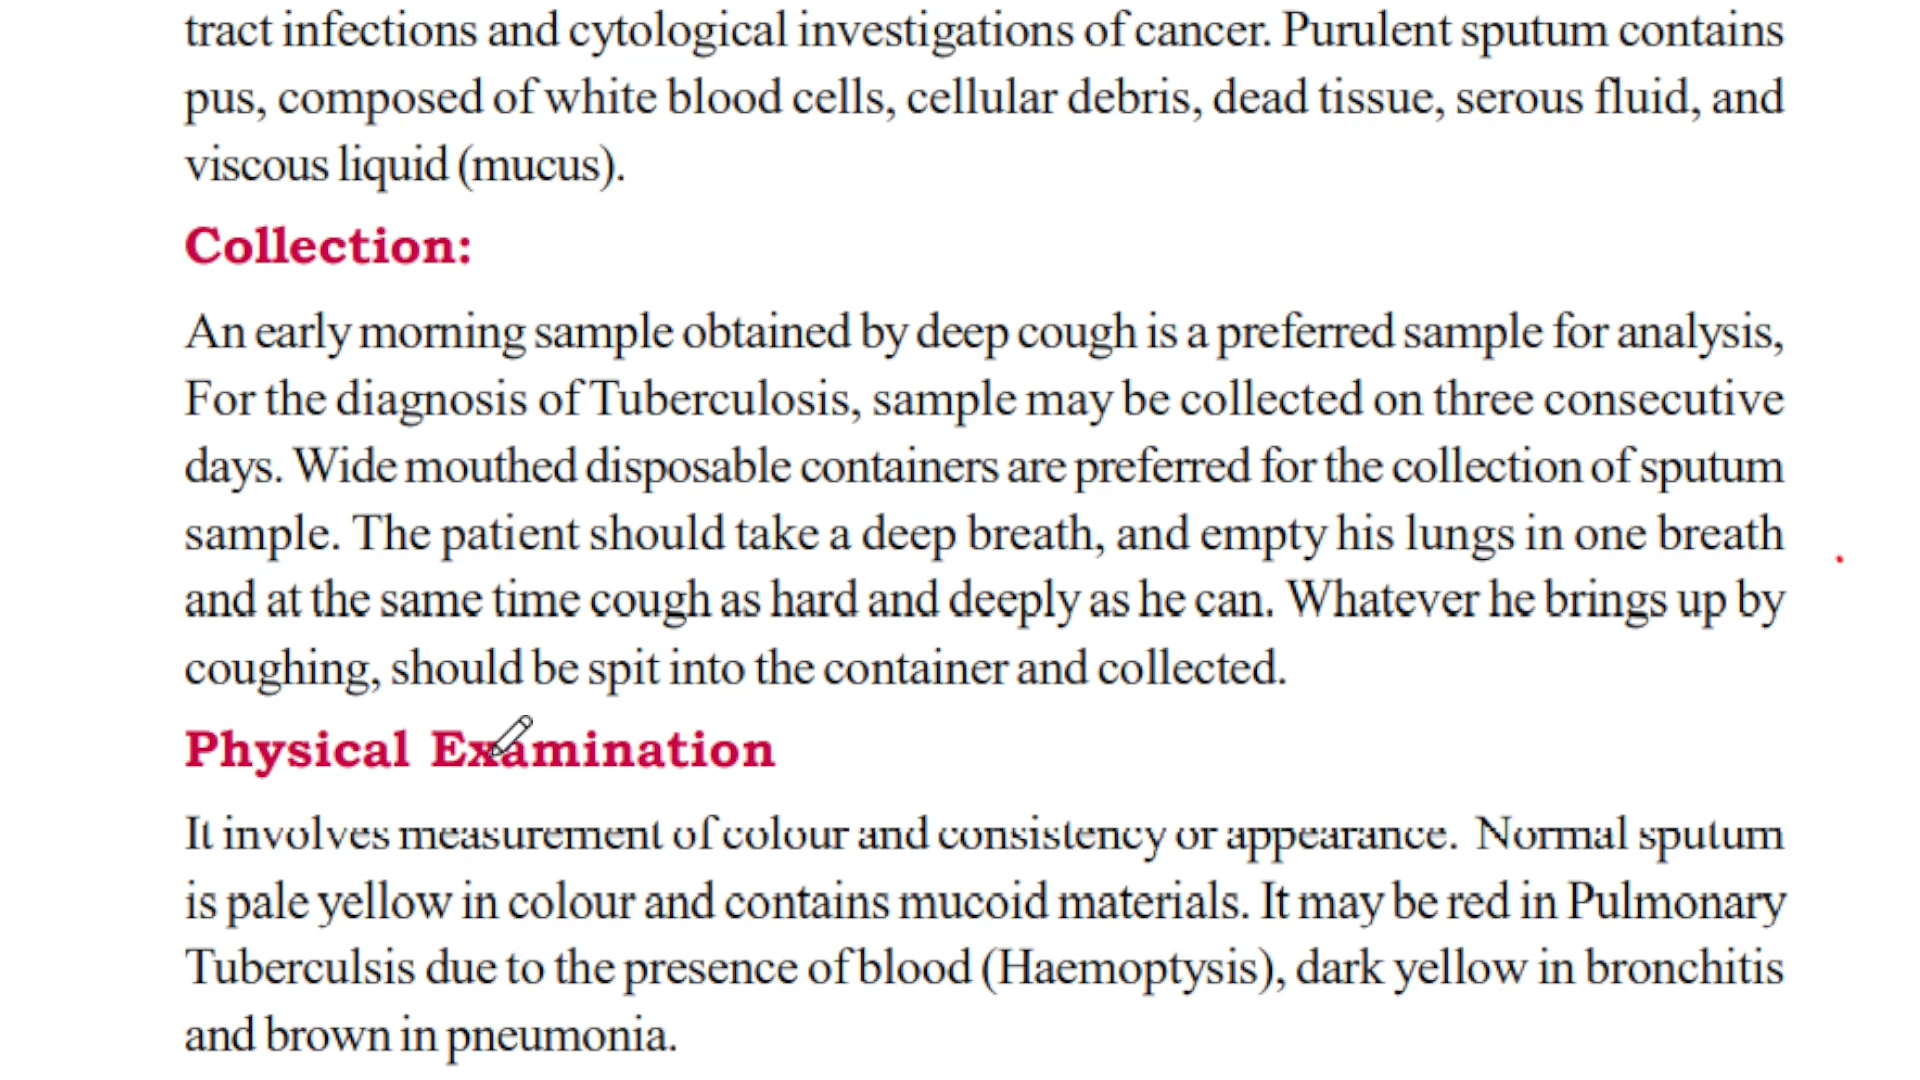 tract infections and cytological investigations of cancer. Purulent sputum contains
pus, composed of white blood cells, cellular debris, dead tissue, serous fluid, and
viscous liquid (mucus).
Collection:
An early morning sample obtained by deep cough is a preferred sample for analysis,
For the diagnosis of Tuberculosis, sample may be collected on three consecutive
days. Wide mouthed disposable containers are preferred for the collection of sputum
sample. The patient should take a deep breath, and empty his lungs in one breath
and at the same time cough as hard and deeply as he can. Whatever he brings up by
coughing, should be spit into the container and collected.
Physical Examination
It involves measurement of colour and consistency or appearance. Normal sputum
is pale yellow in colour and contains mucoid materials. It may be red in Pulmonary
Tuberculsis due to the presence of blood (Haemoptysis), dark yellow in bronchitis
and brown in pneumonia.